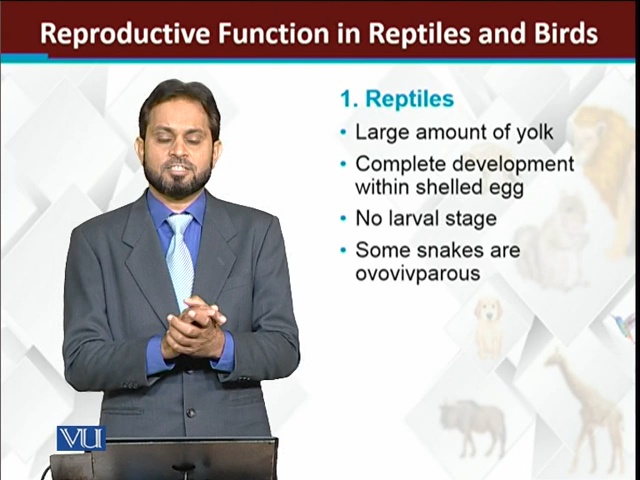 Reproductive Function in Reptiles and Birds
1. Reptiles
• Large amount of yolk
• Complete development
within shelled egg
• No larval stage
• Some snakes are
ovovivparous
VU